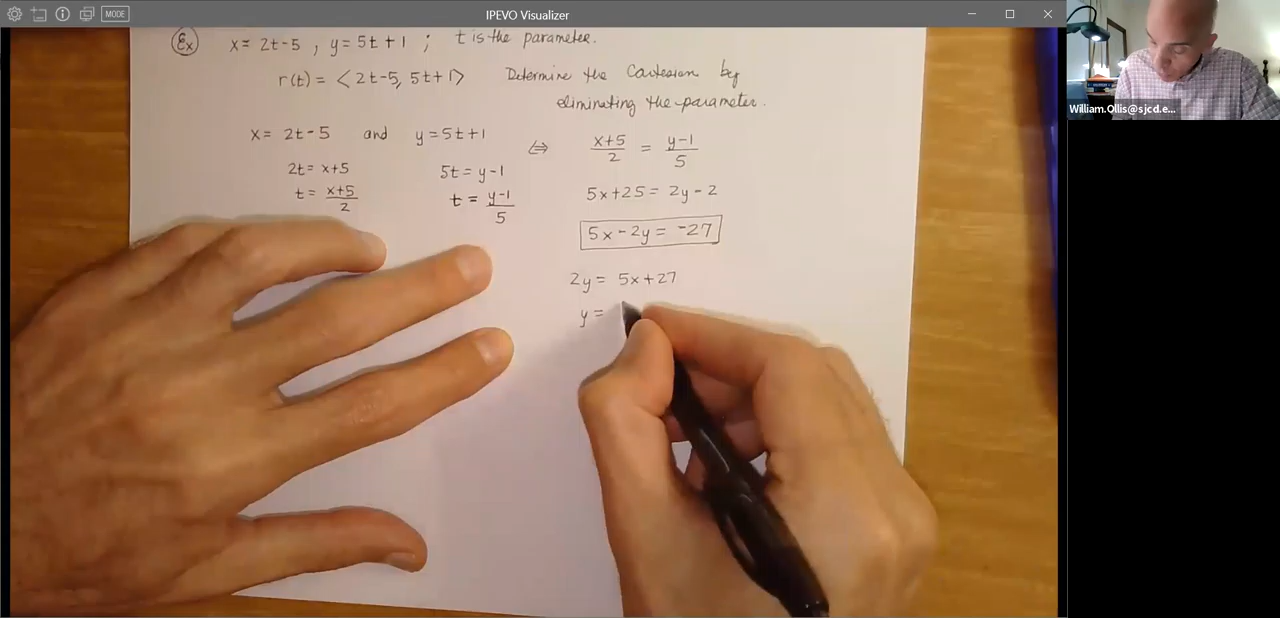 IPEVO Visualizer
MODE
Ex x = 2t-5 , y = 5t + 1 ; t is the parameter.
r(t) = ⟨2t-5, 5t+1⟩ Determine the Cartesian by
eliminating the parameter.
x = 2t-5 and y = 5t+1 ⇔ (x+5)/2 = (y-1)/5
2t = x+5 5t = y-1
t = (x+5)/2 t = (y-1)/5
5x+25 = 2y-2
5x-2y = -27
2y = 5x+27
y =
William.Ollis@sjcd.e...